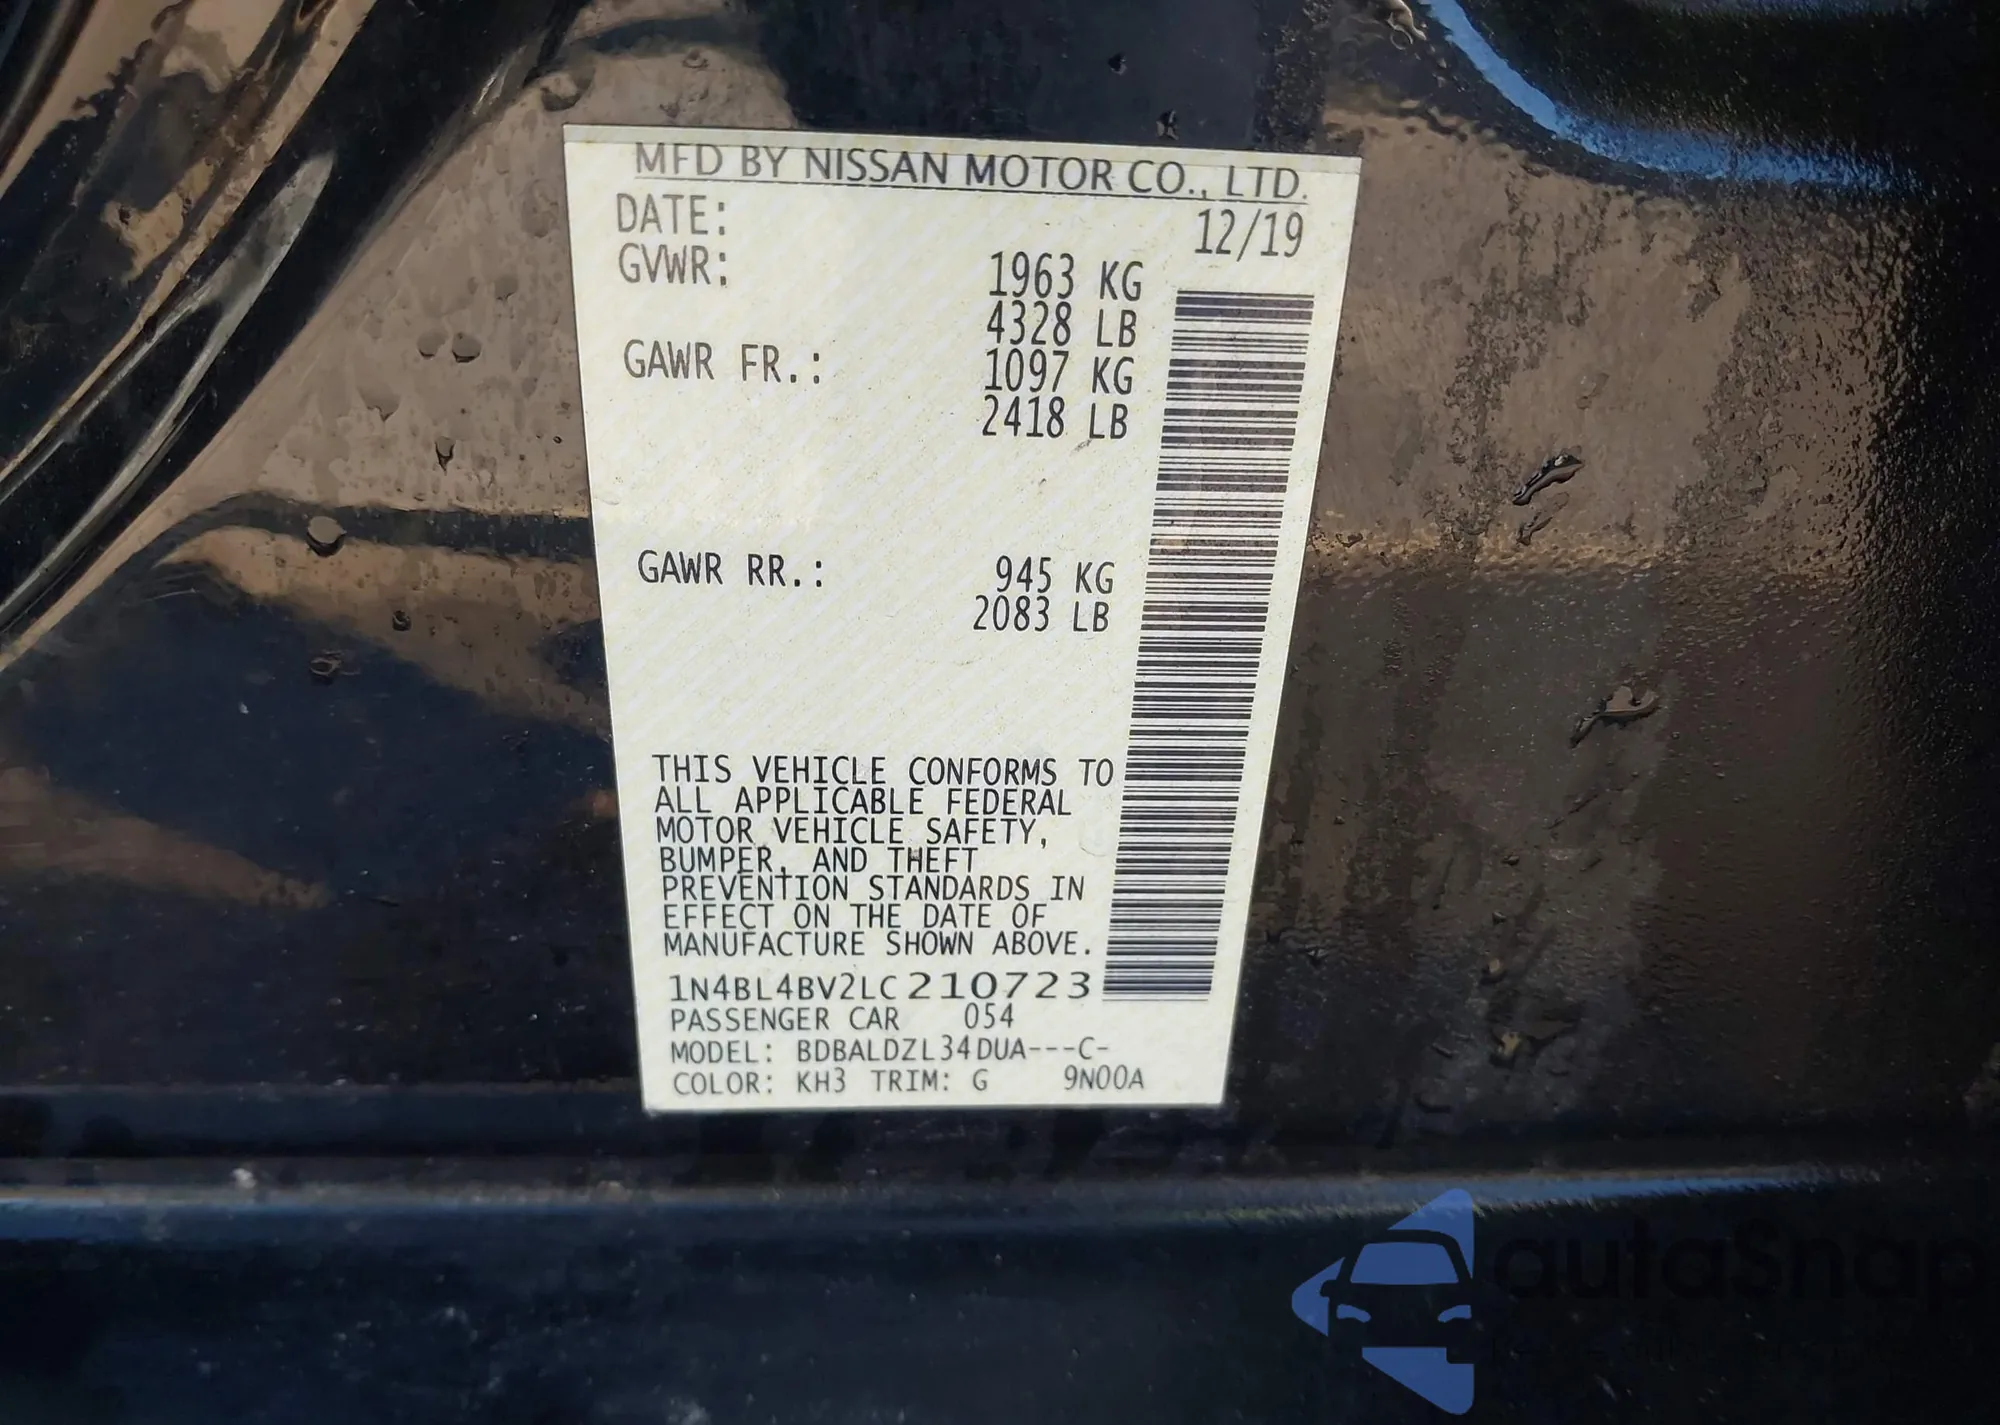 MFD BY NISSAN MOTOR CO., LTD.
DATE: 12/19
GVWR: 1963 KG
4328 LB
GAWR FR.: 1097 KG
2418 LB
GAWR RR.: 945 KG
2083 LB
THIS VEHICLE CONFORMS TO
ALL APPLICABLE FEDERAL
MOTOR VEHICLE SAFETY,
BUMPER, AND THEFT
PREVENTION STANDARDS IN
EFFECT ON THE DATE OF
MANUFACTURE SHOWN ABOVE.
1N4BL4BV2LC210723
PASSENGER CAR 054
MODEL: BDBALDZL34DUA---C-
COLOR: KH3 TRIM: G 9N00A
autasnap